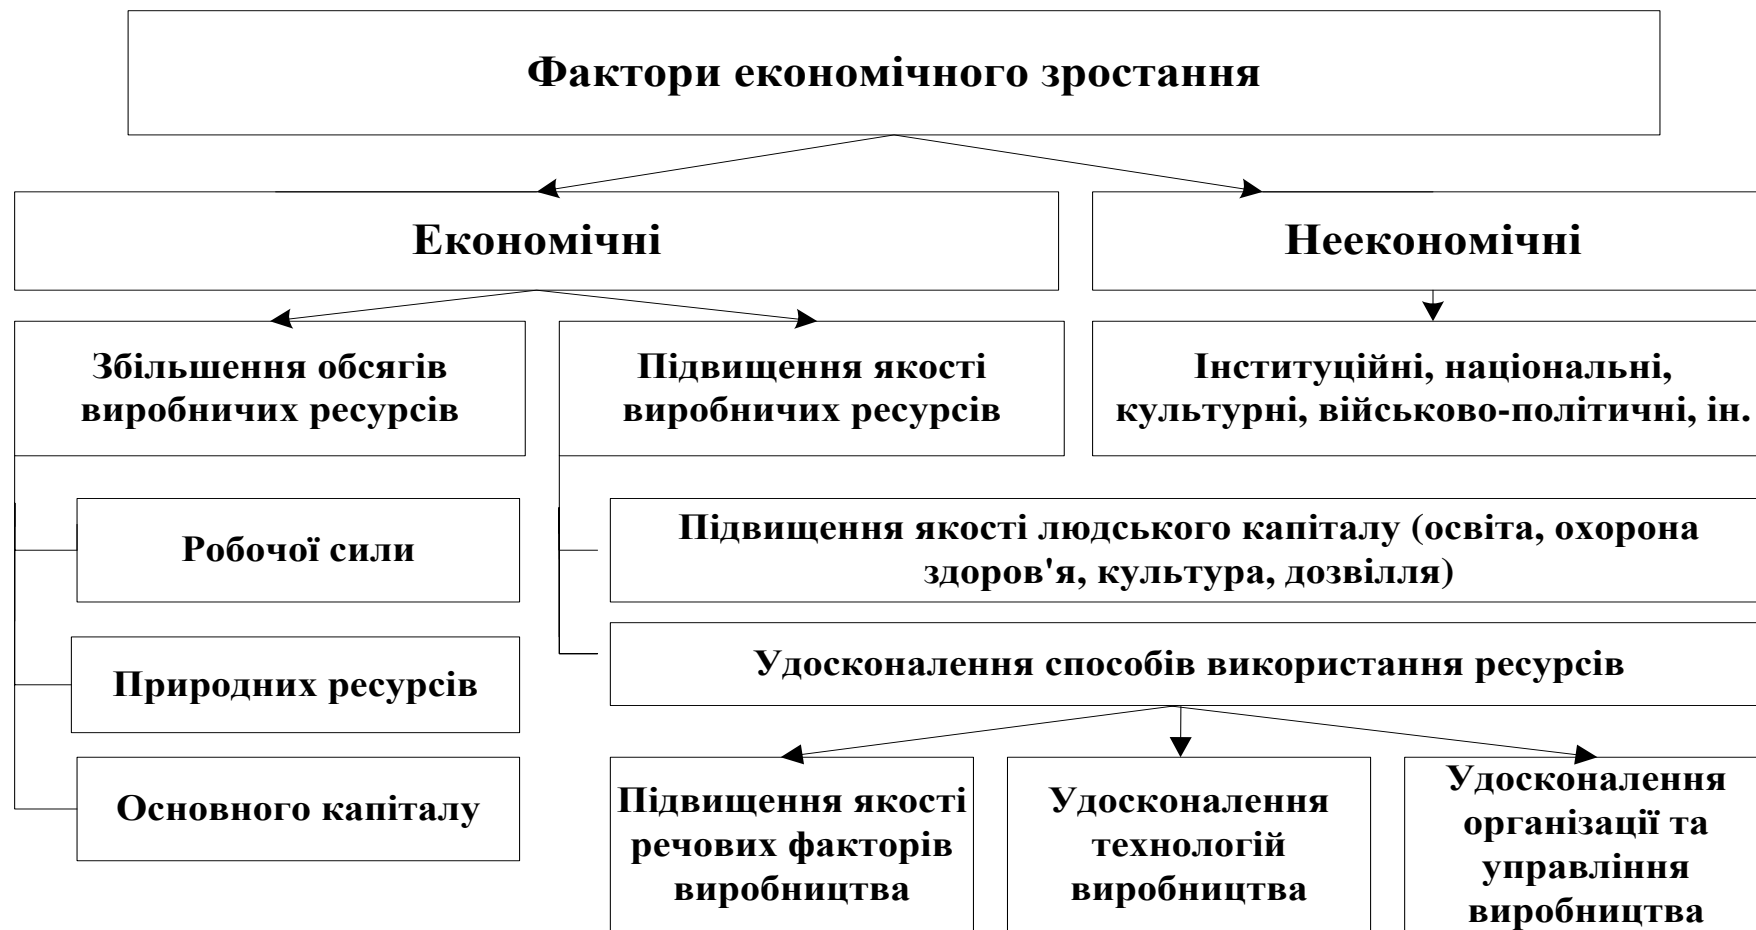 Фактори економічного зростання
Економічні
Неекономічні
Збільшення обсягів
виробничих ресурсів
Підвищення якості
виробничих ресурсів
Інституційні, національні,
культурні, військово-політичні, ін.
Робочої сили
Природних ресурсів
Основного капіталу
Підвищення якості людського капіталу (освіта, охорона
здоров'я, культура, дозвілля)
Удосконалення способів використання ресурсів
Підвищення якості
речових факторів
виробництва
Удосконалення
технологій
виробництва
Удосконалення
організації та
управління
виробництва